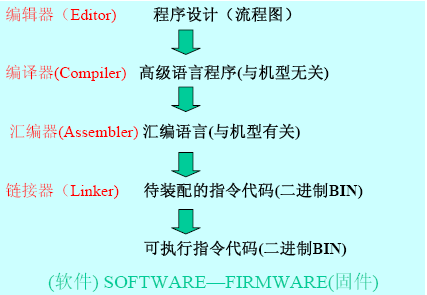 编辑器（Editor) 程序设计（流程图）
编译器(Compiler) 高级语言程序(与机型无关)
汇编器(Assembler) 汇编语言(与机型有关)
链接器（Linker) 待装配的指令代码(二进制BIN)
可执行指令代码(二进制BIN)
(软件) SOFTWARE—FIRMWARE(固件)